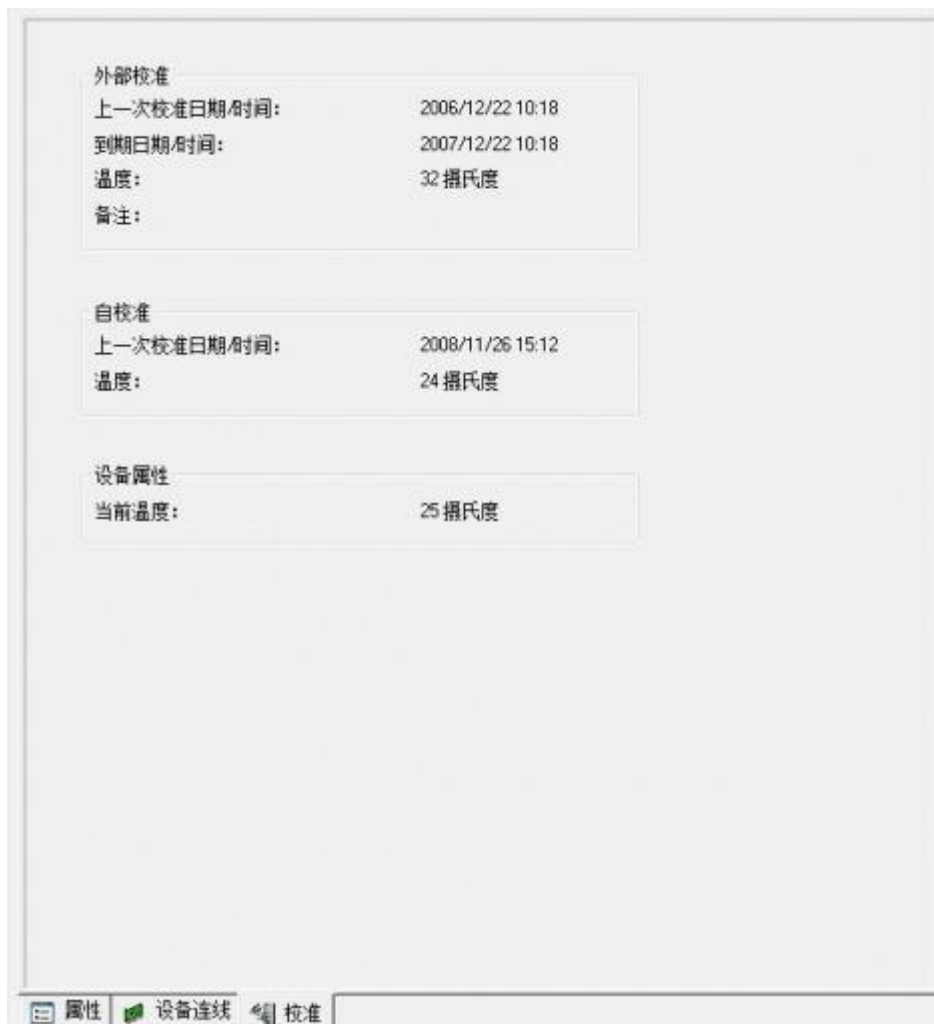 外部校准
上一次校准日期/时间： 2006/12/22 10:18
到期日期/时间： 2007/12/22 10:18
温度： 32 摄氏度
备注：
自校准
上一次校准日期/时间： 2008/11/26 15:12
温度： 24 摄氏度
设备属性
当前温度： 25 摄氏度
属性 设备连线 校准